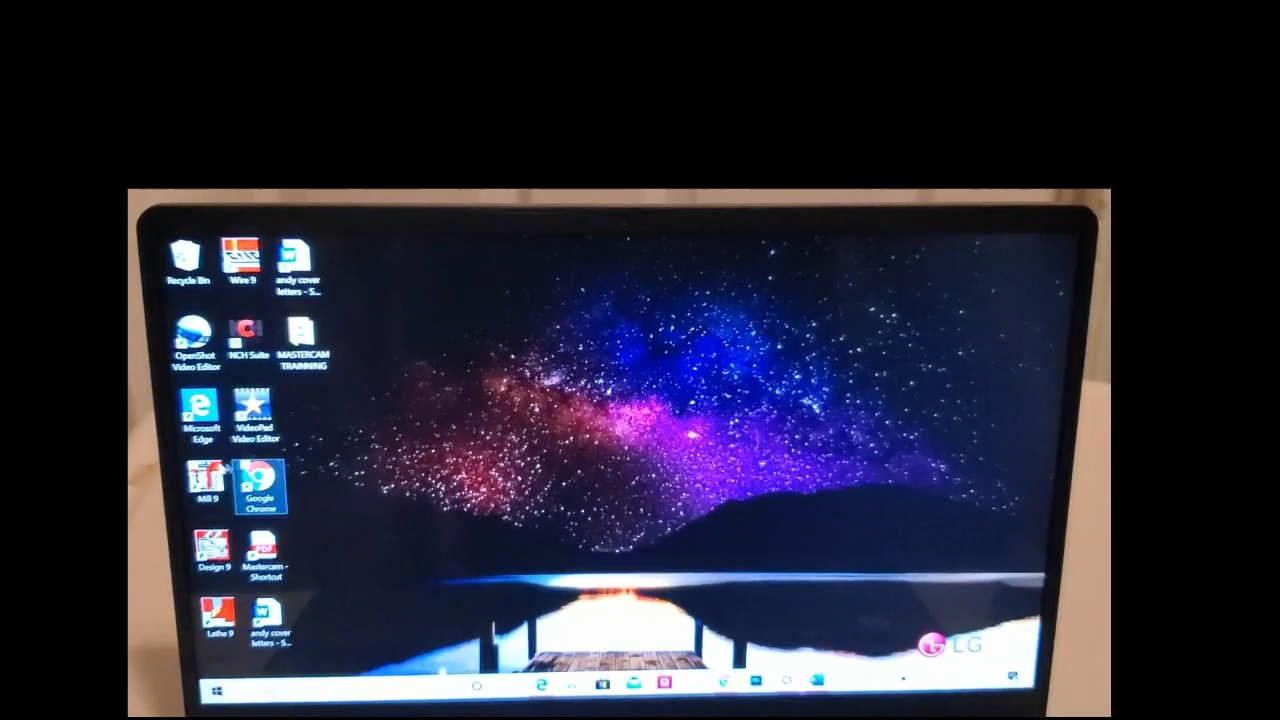 Recycle Bin
Wire 9
andy cover
letters - S...
OpenShot
Video Editor
NCH Suite
MASTERCAM
TRAINNING
Microsoft
Edge
VideoPad
Video Editor
Mill 9
Google
Chrome
Design 9
PDF
Mastercam -
Shortcut
Lathe 9
andy cover
letters - S...
LG